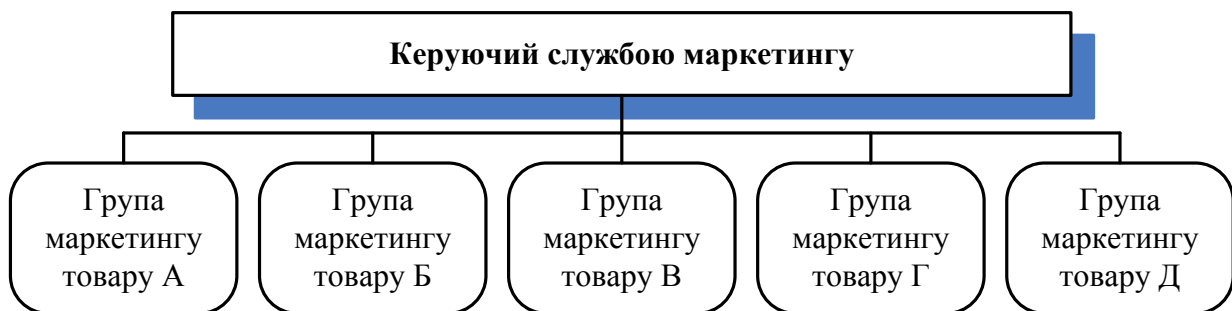 Керуючий службою маркетингу
Група
маркетингу
товару А
Група
маркетингу
товару Б
Група
маркетингу
товару В
Група
маркетингу
товару Г
Група
маркетингу
товару Д